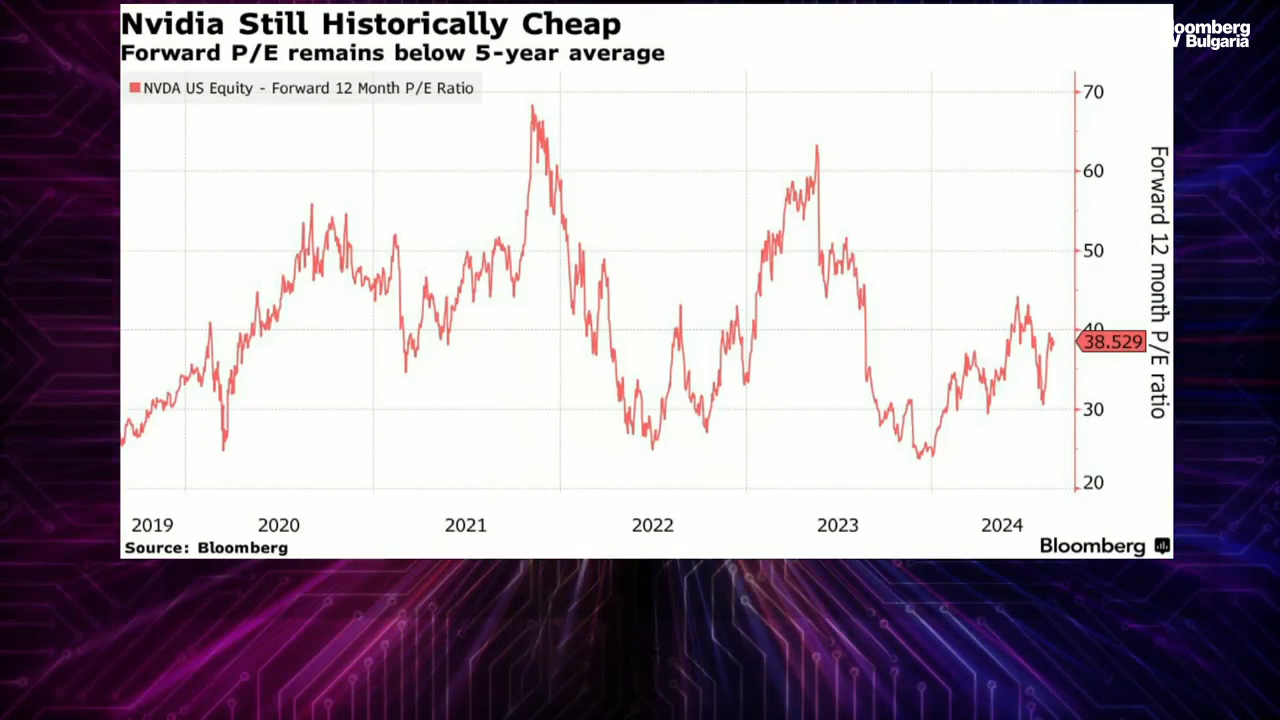 Nvidia Still Historically Cheap
Forward P/E remains below 5-year average
NVDA US Equity - Forward 12 Month P/E Ratio
70
60
50
40
38.529
30
20
Forward 12 month P/E ratio
2019 2020 2021 2022 2023 2024
Source: Bloomberg
Bloomberg
loomberg
Bulgaria